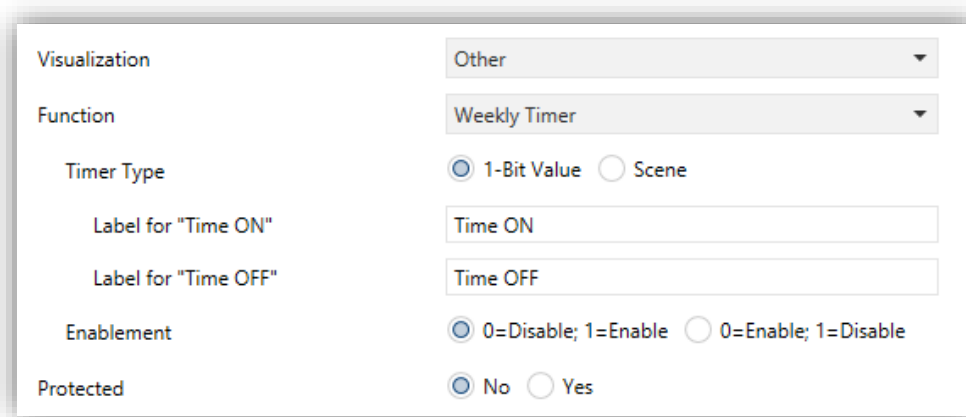 Visualization Other
Function Weekly Timer
Timer Type 1-Bit Value Scene
Label for "Time ON" Time ON
Label for "Time OFF" Time OFF
Enablement 0=Disable; 1=Enable 0=Enable; 1=Disable
Protected No Yes